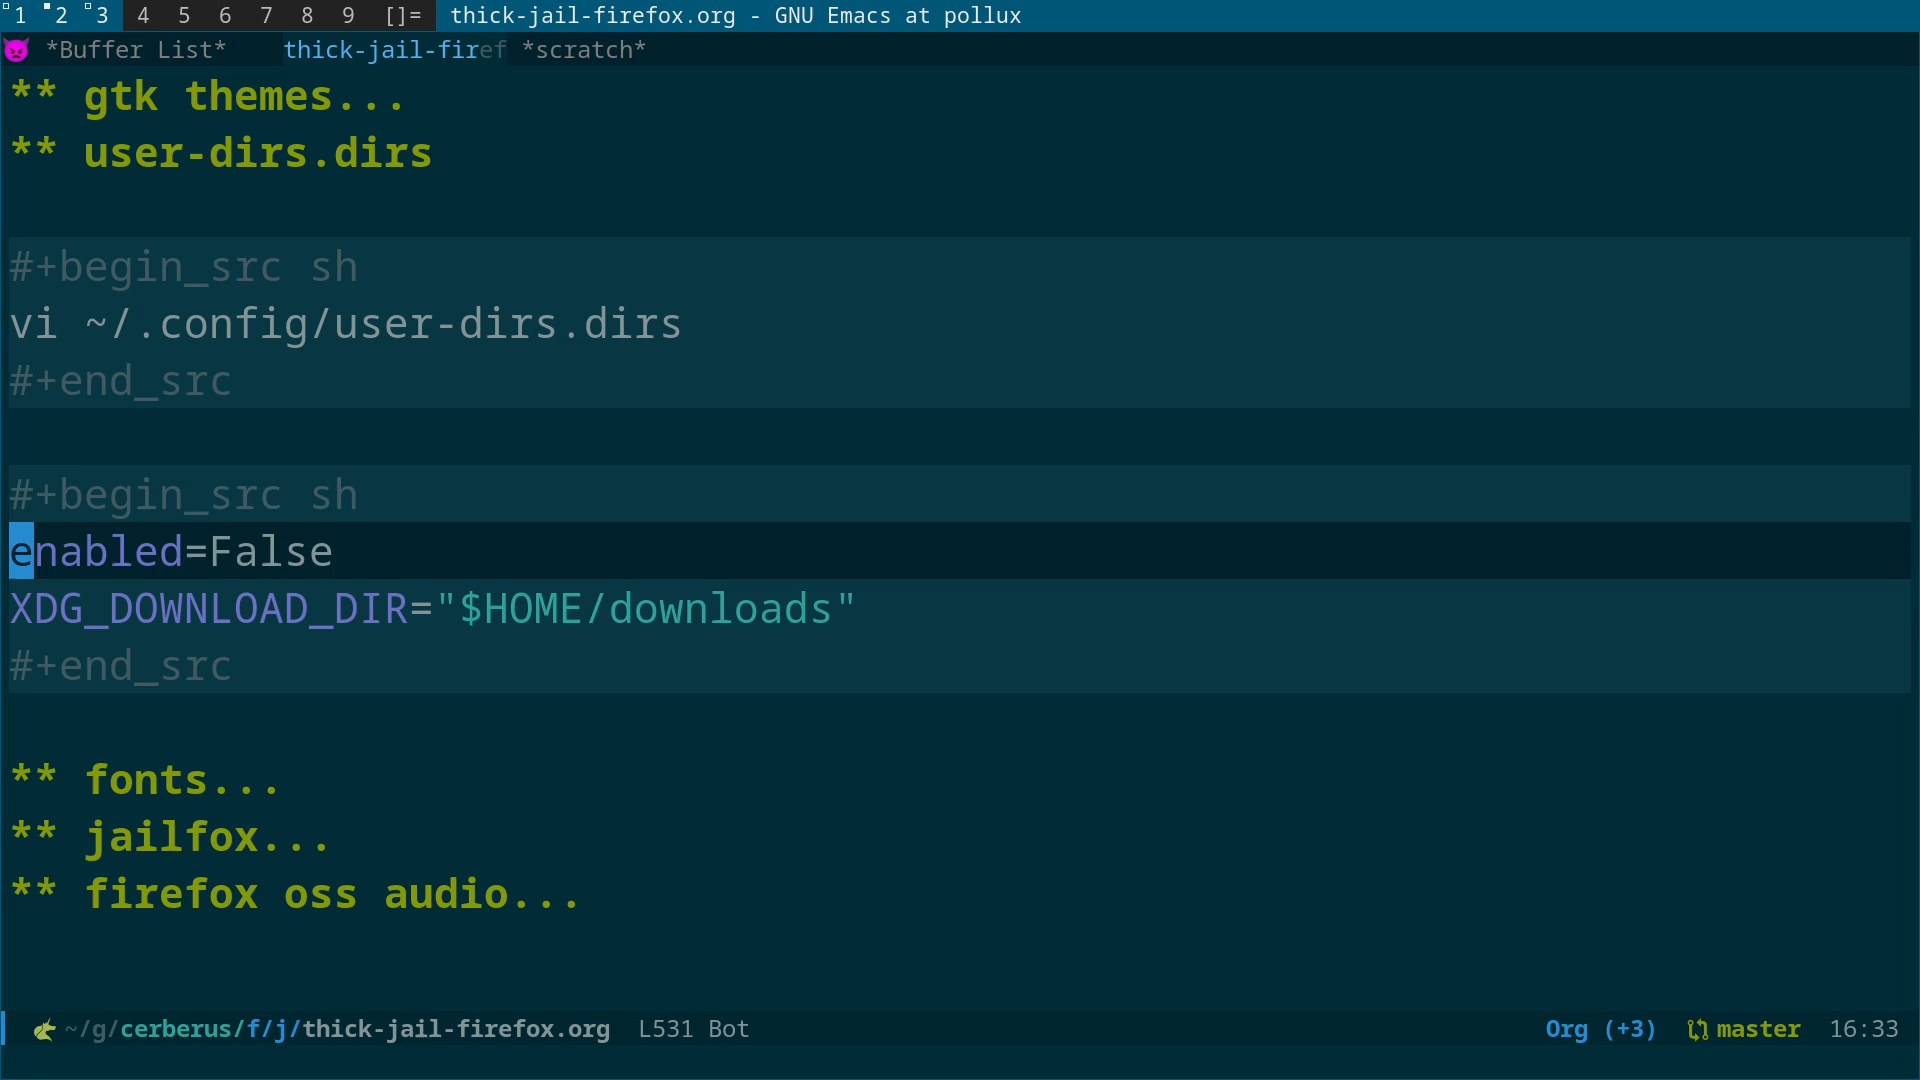 1 2 3 4 5 6 7 8 9 []= thick-jail-firefox.org - GNU Emacs at pollux
*Buffer List* thick-jail-firef *scratch*
** gtk themes...
** user-dirs.dirs
#+begin_src sh
vi ~/.config/user-dirs.dirs
#+end_src
#+begin_src sh
enabled=False
XDG_DOWNLOAD_DIR="$HOME/downloads"
#+end_src
** fonts...
** jailfox...
** firefox oss audio...
~/g/cerberus/f/j/thick-jail-firefox.org L531 Bot Org (+3) master 16:33